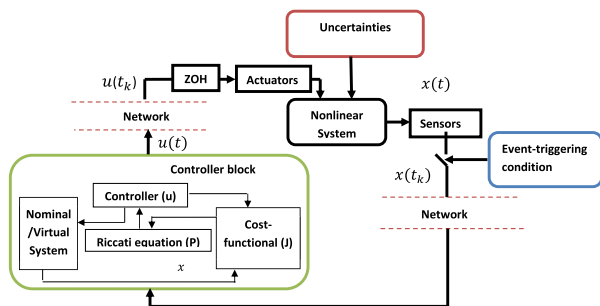 Uncertainties
u(t_k)
ZOH
Actuators
x(t)
Network
Nonlinear
System
Sensors
u(t)
Event-triggering
condition
x(t_k)
Network
Controller block
Controller (u)
Nominal
/Virtual
System
Riccati equation (P)
Cost-
functional (J)
x